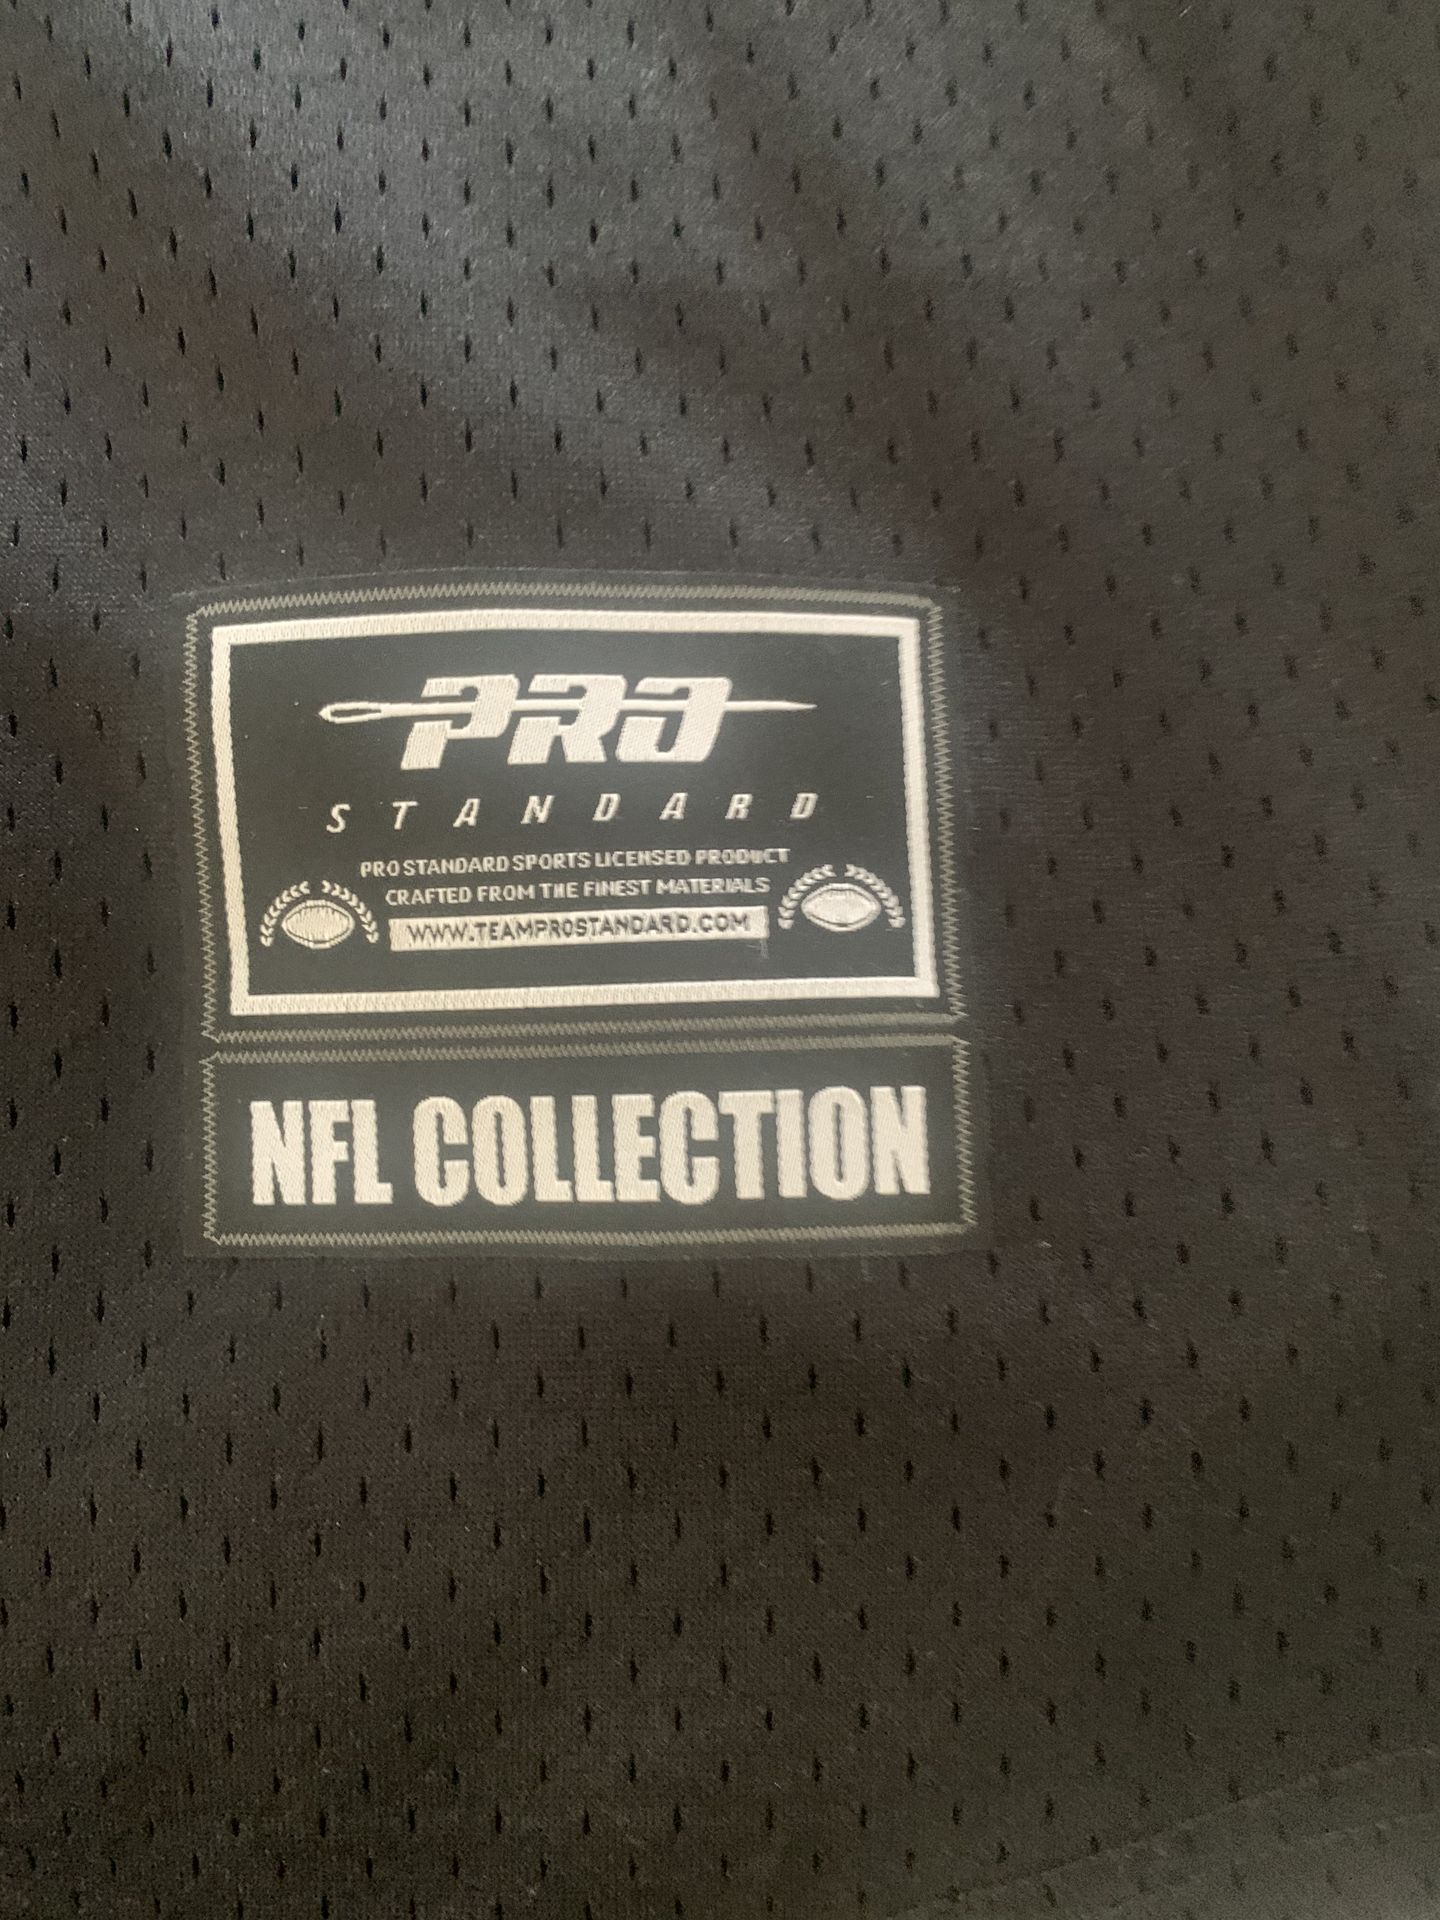 PRO
STANDARD
PRO STANDARD SPORTS LICENSED PRODUCT
CRAFTED FROM THE FINEST MATERIALS
WWW.TEAMPROSTANDARD.COM
NFL COLLECTION